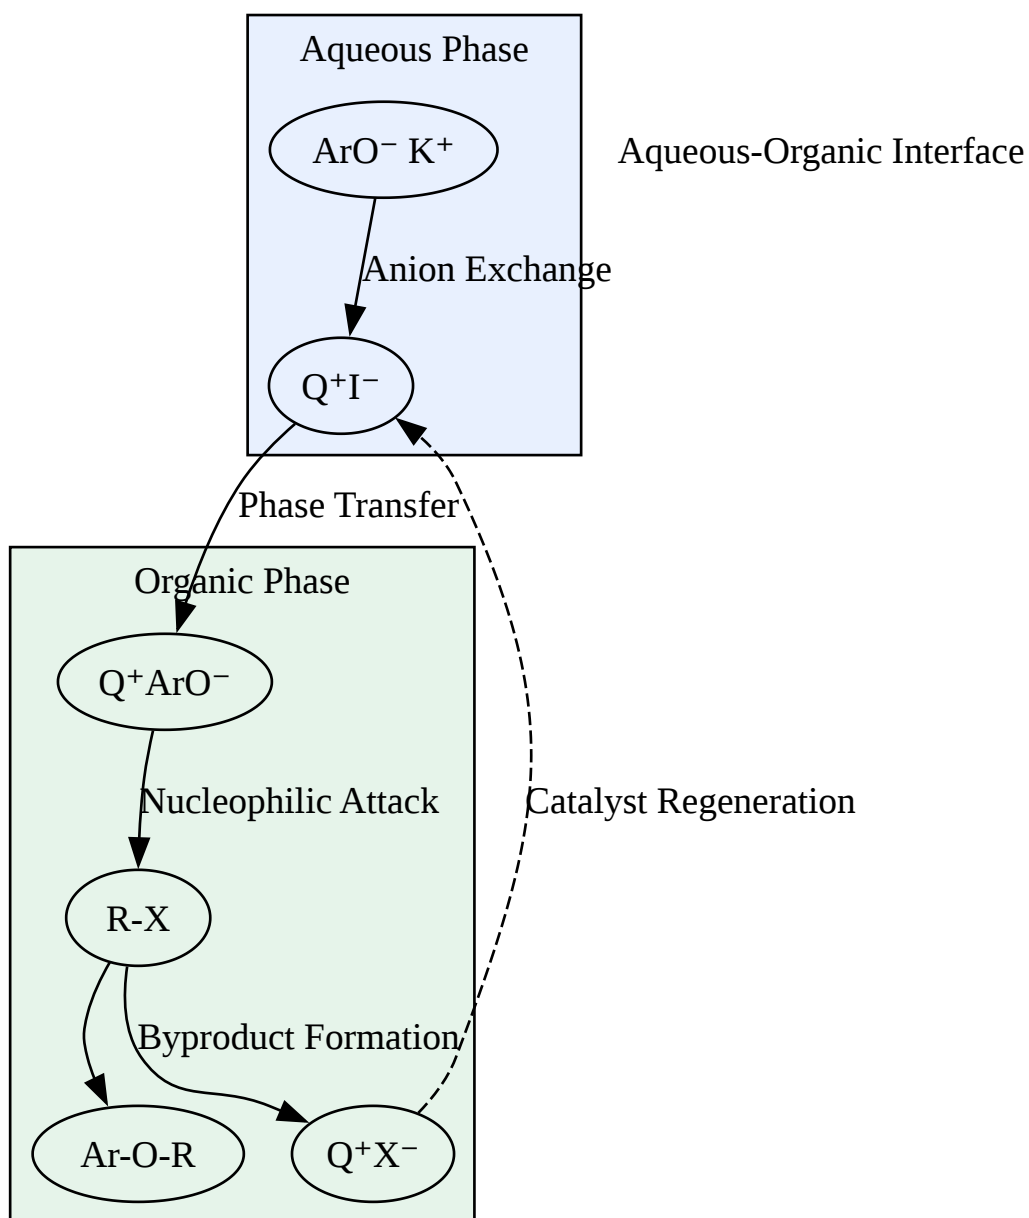 Aqueous Phase
ArO⁻ K⁺
Aqueous-Organic Interface
Anion Exchange
Q⁺I⁻
Phase Transfer
Organic Phase
Q⁺ArO⁻
Nucleophilic Attack
Catalyst Regeneration
R-X
Byproduct Formation
Ar-O-R
Q⁺X⁻